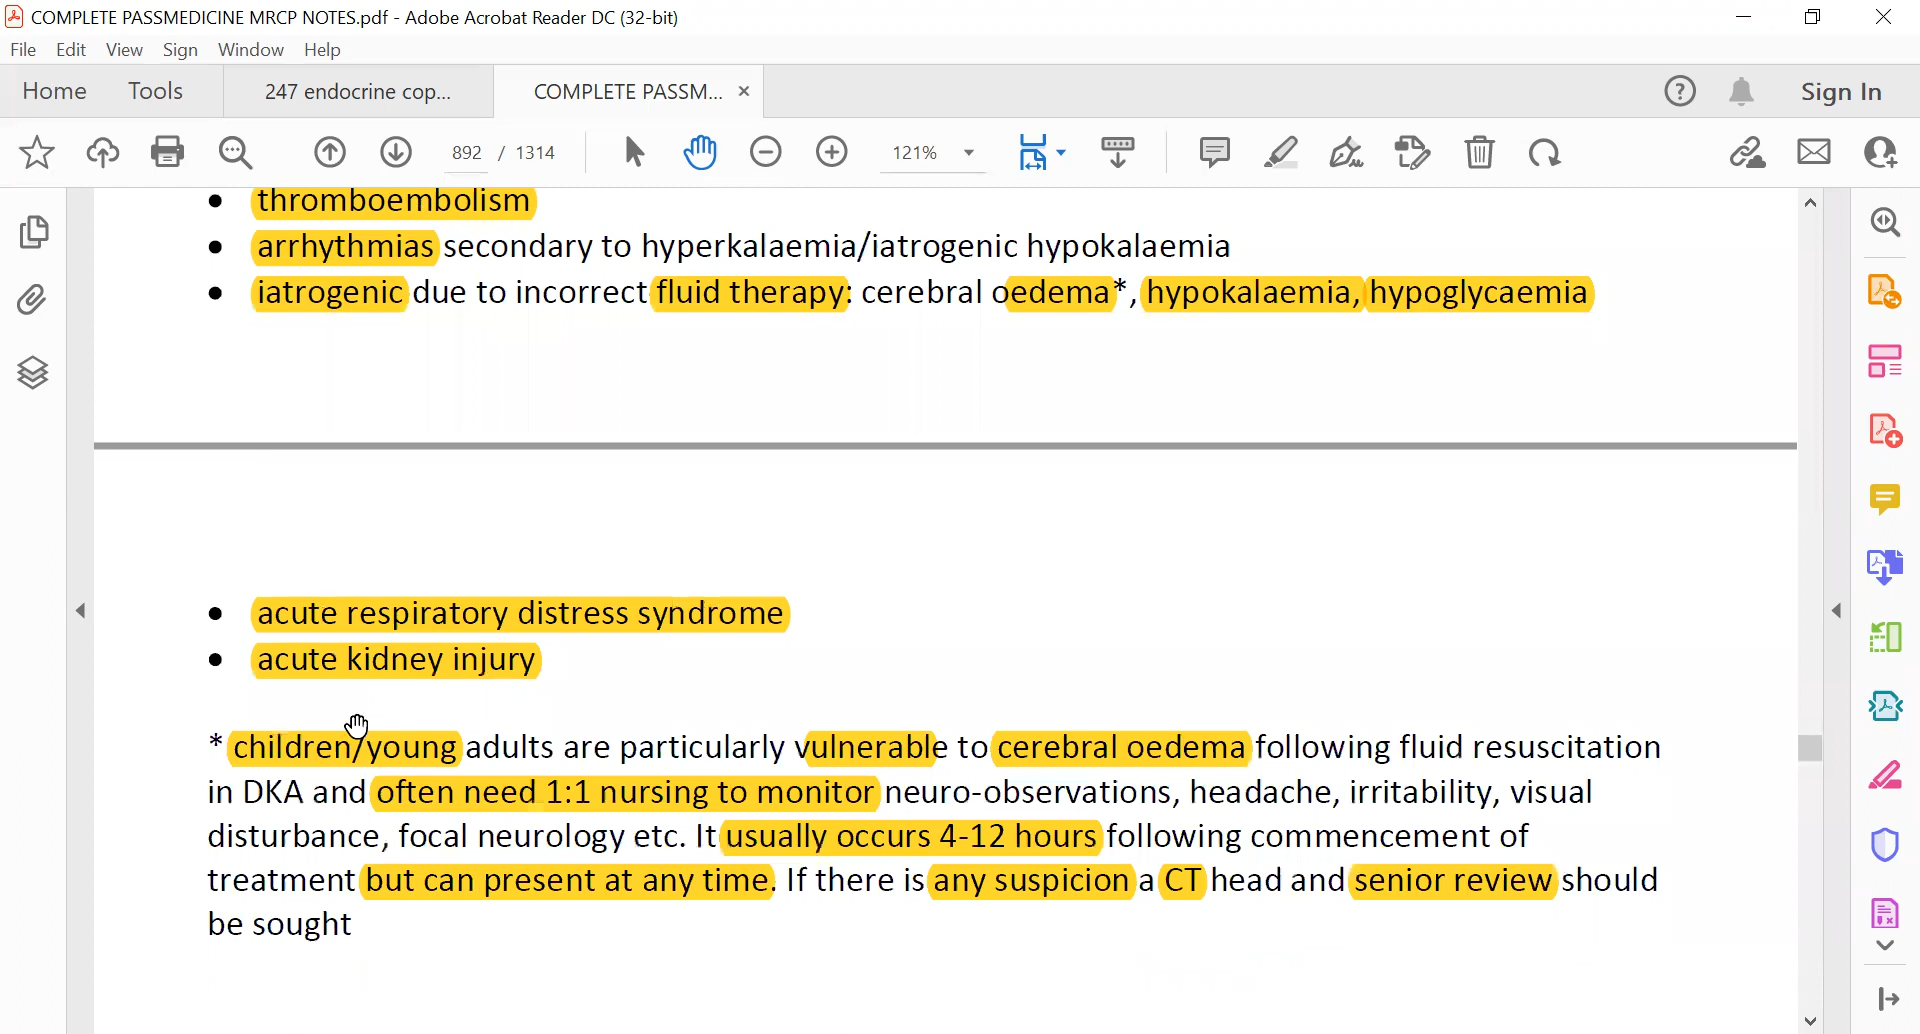 COMPLETE PASSMEDICINE MRCP NOTES.pdf - Adobe Acrobat Reader DC (32-bit)
File Edit View Sign Window Help
Home Tools 247 endocrine cop... COMPLETE PASSM... × Sign In
892 / 1314 121%
• thromboembolism
• arrhythmias secondary to hyperkalaemia/iatrogenic hypokalaemia
• iatrogenic due to incorrect fluid therapy: cerebral oedema*, hypokalaemia, hypoglycaemia
• acute respiratory distress syndrome
• acute kidney injury
* children/young adults are particularly vulnerable to cerebral oedema following fluid resuscitation
in DKA and often need 1:1 nursing to monitor neuro-observations, headache, irritability, visual
disturbance, focal neurology etc. It usually occurs 4-12 hours following commencement of
treatment but can present at any time. If there is any suspicion a CT head and senior review should
be sought